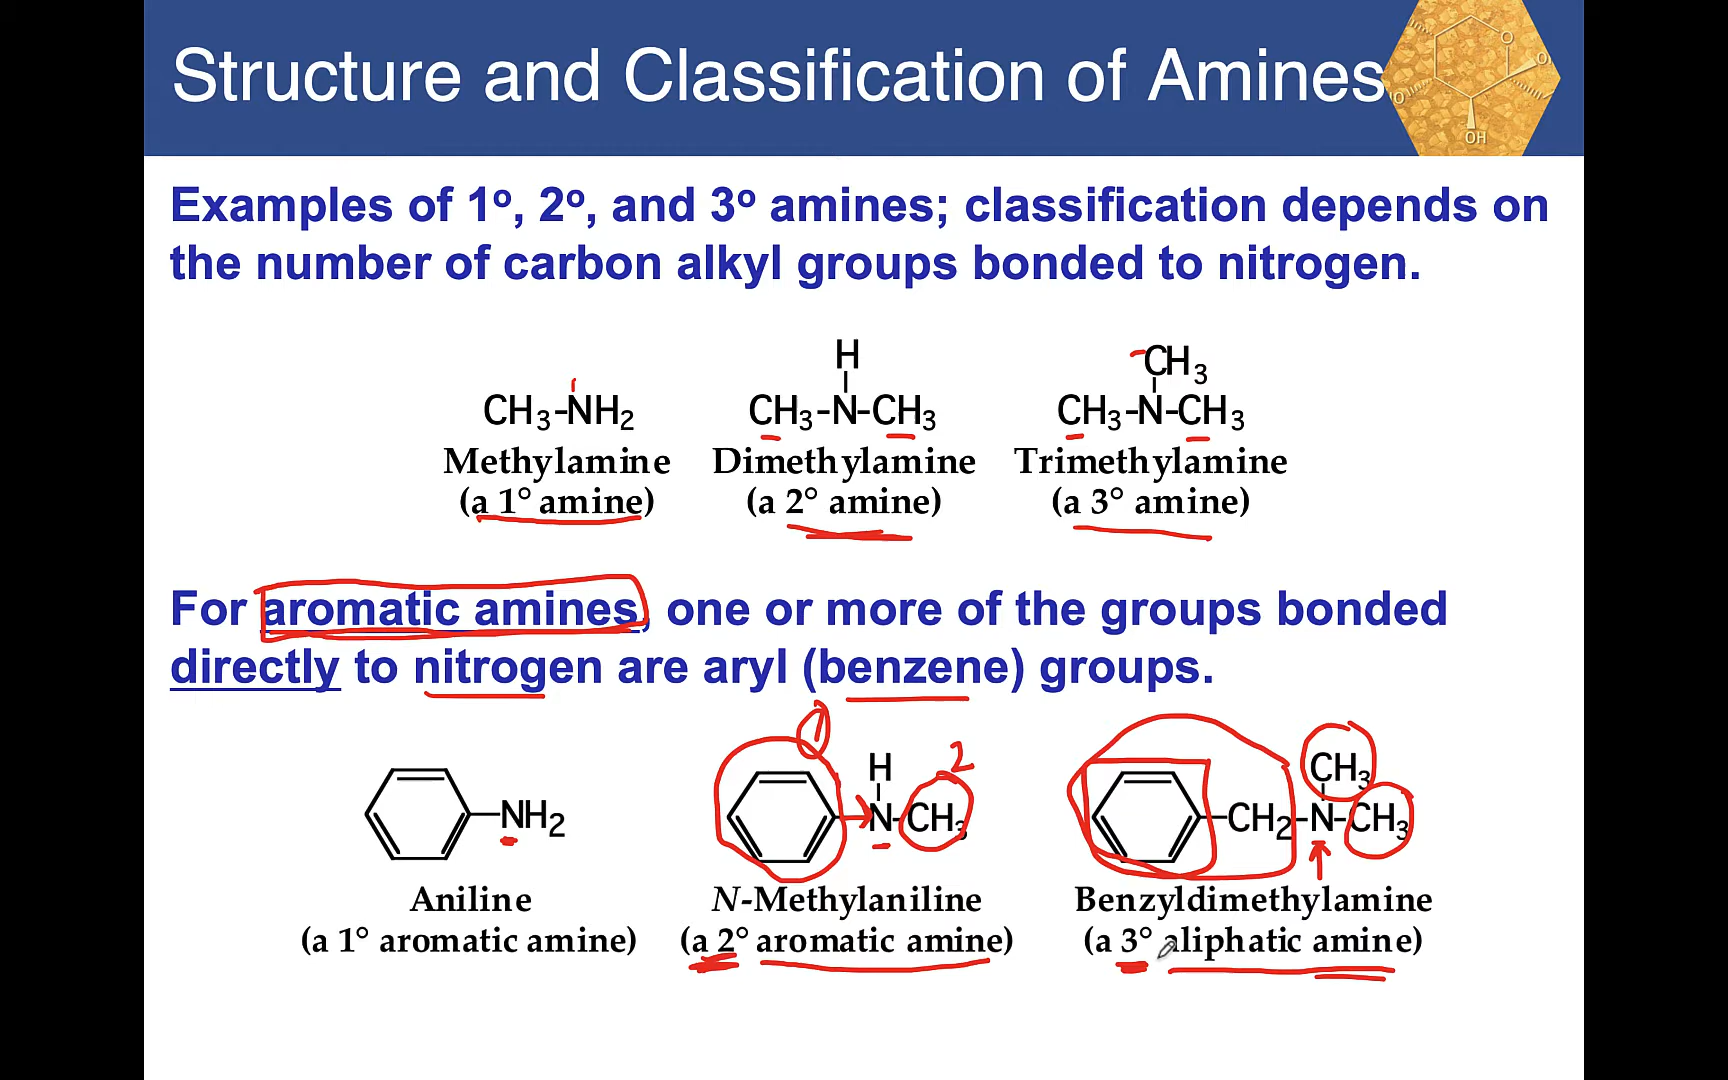 Structure and Classification of Amines
O
O
O
OH
Examples of 1º, 2º, and 3º amines; classification depends on
the number of carbon alkyl groups bonded to nitrogen.
H
CH3
CH3-NH2
CH3-N-CH3
CH3-N-CH3
Methylamine
Dimethylamine
Trimethylamine
(a 1° amine)
(a 2° amine)
(a 3° amine)
For aromatic amines, one or more of the groups bonded
directly to nitrogen are aryl (benzene) groups.
1
2
H
CH3
NH2
N-CH3
CH2-N-CH3
Aniline
N-Methylaniline
Benzyldimethylamine
(a 1° aromatic amine)
(a 2° aromatic amine)
(a 3° aliphatic amine)